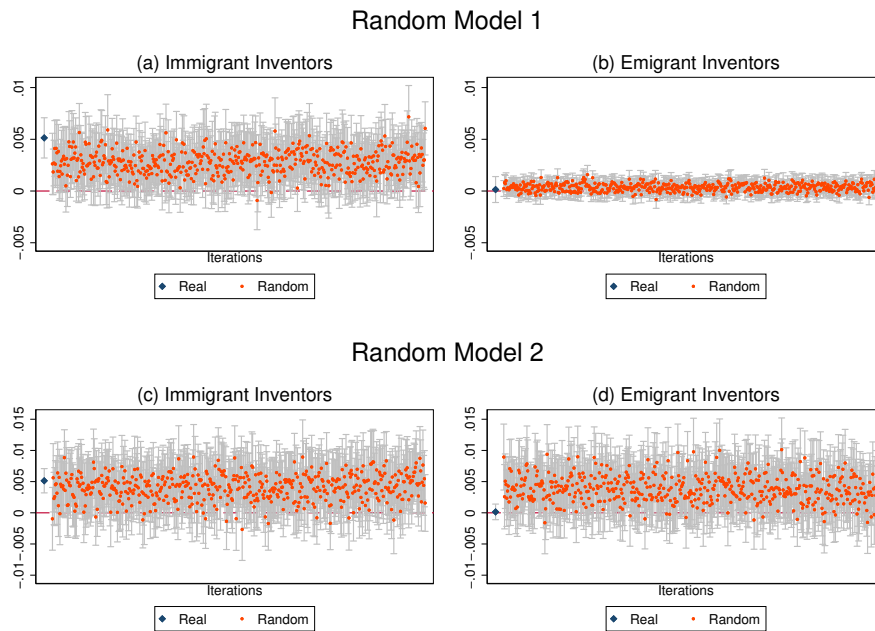 Random Model 1
(a) Immigrant Inventors
(b) Emigrant Inventors
.01
.005
0
-.005
.01
.005
0
-.005
Iterations
Iterations
Real Random
Real Random
Random Model 2
(c) Immigrant Inventors
(d) Emigrant Inventors
.015
.01
.005
0
-.005
-.01
.015
.01
.005
0
-.005
-.01
Iterations
Iterations
Real Random
Real Random